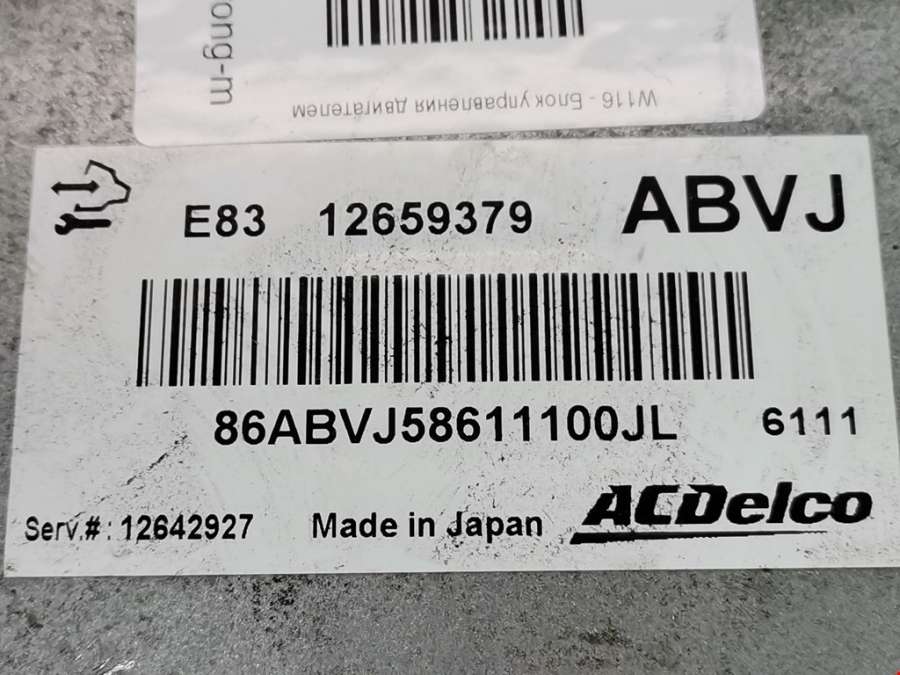 ong-m
W116 - Блок управления двигателем
E83 12659379 ABVJ
86ABVJ58611100JL 6111
Serv.#: 12642927 Made in Japan ACDelco